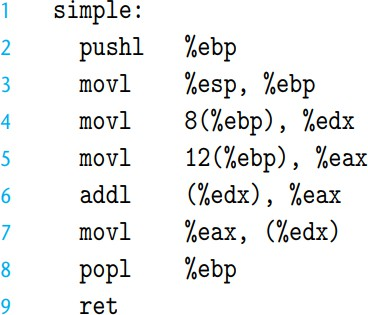 1 simple:
2 pushl %ebp
3 movl %esp, %ebp
4 movl 8(%ebp), %edx
5 movl 12(%ebp), %eax
6 addl (%edx), %eax
7 movl %eax, (%edx)
8 popl %ebp
9 ret